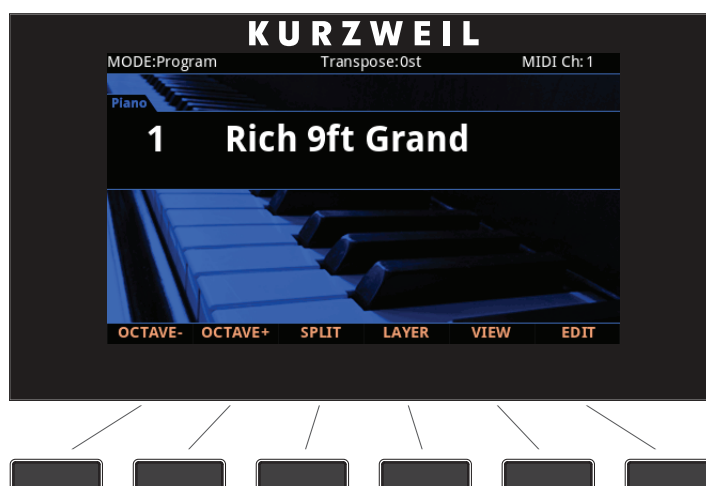 KURZWEIL
MODE:Program Transpose:0st MIDI Ch:1
Piano
1 Rich 9ft Grand
OCTAVE- OCTAVE+ SPLIT LAYER VIEW EDIT